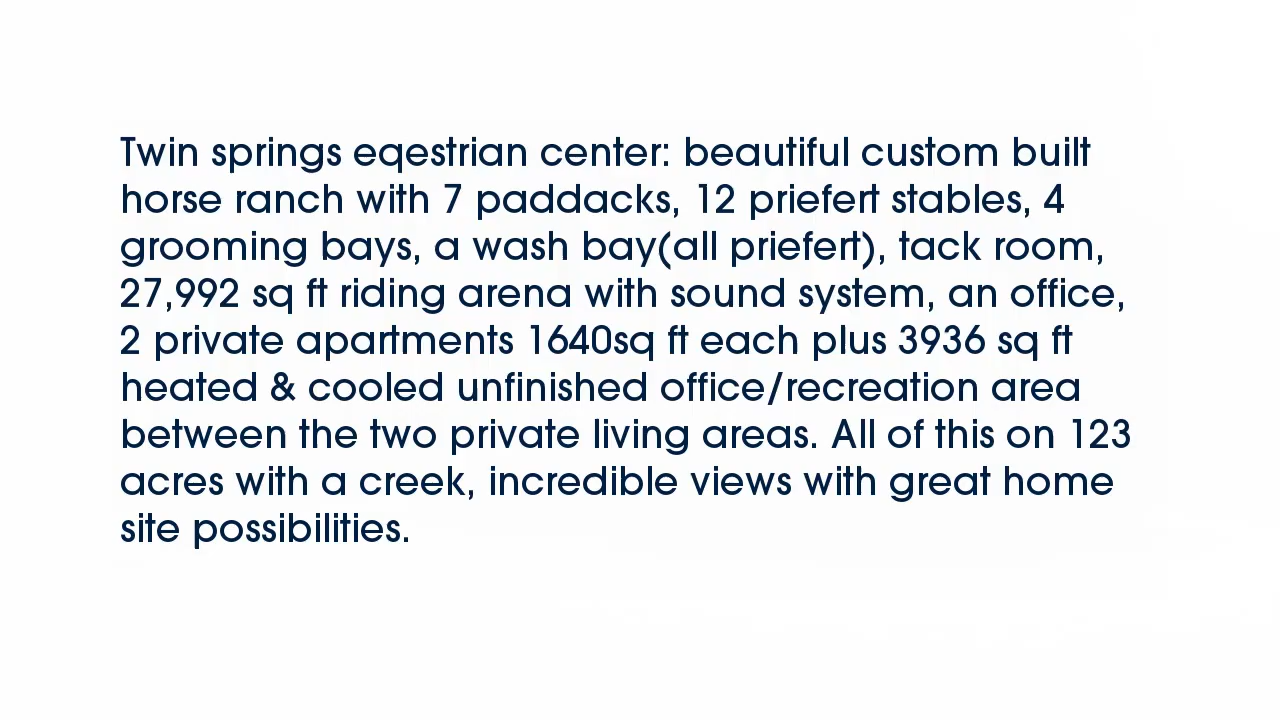 Twin springs eqestrian center: beautiful custom built
horse ranch with 7 paddacks, 12 priefert stables, 4
grooming bays, a wash bay(all priefert), tack room,
27,992 sq ft riding arena with sound system, an office,
2 private apartments 1640sq ft each plus 3936 sq ft
heated & cooled unfinished office/recreation area
between the two private living areas. All of this on 123
acres with a creek, incredible views with great home
site possibilities.